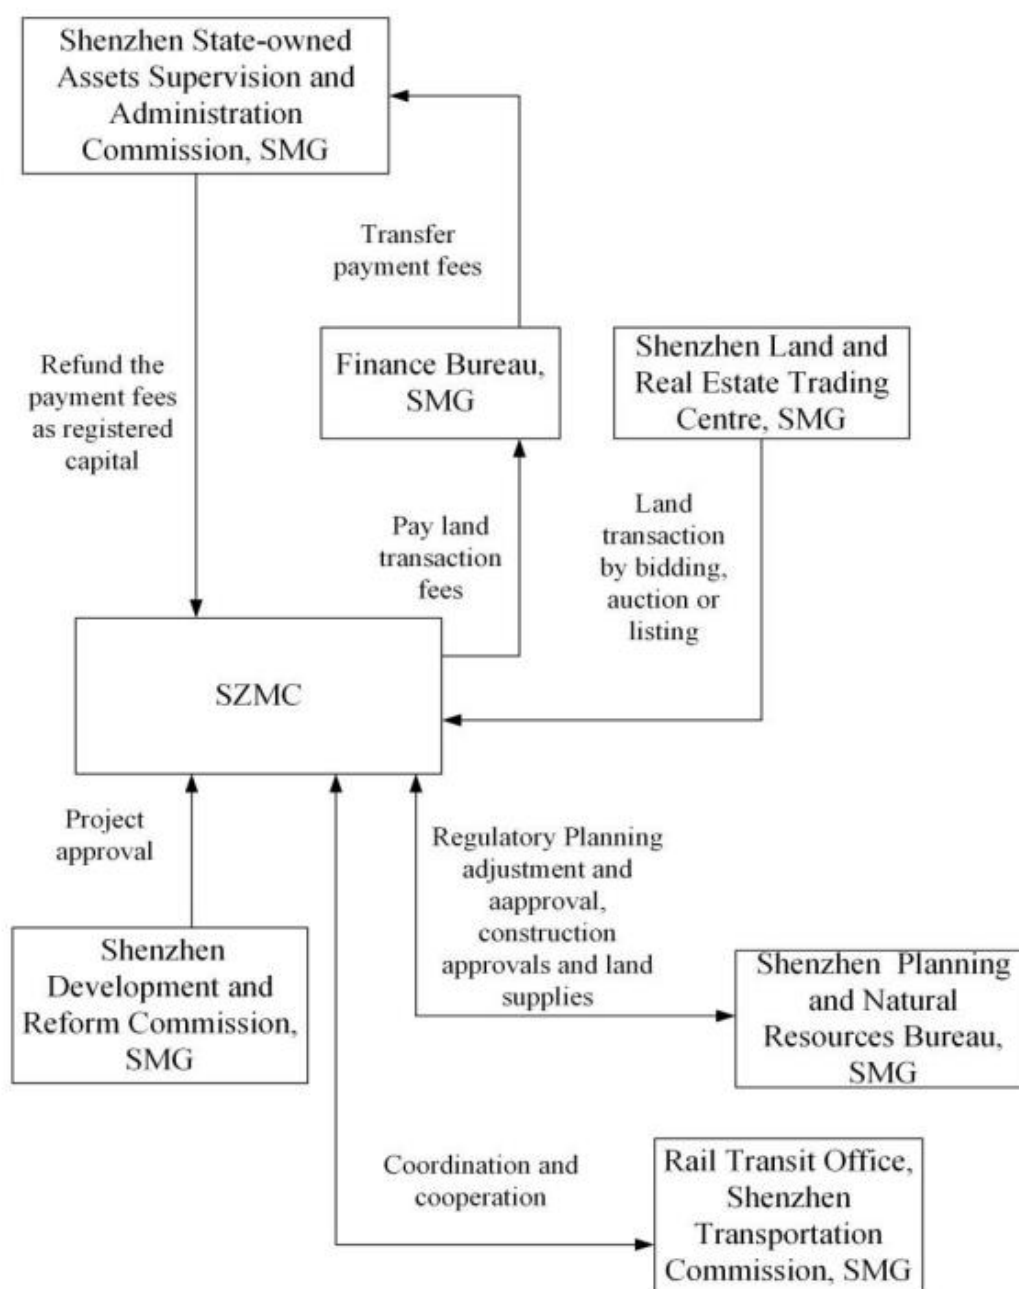 Shenzhen State-owned
Assets Supervision and
Administration
Commission, SMG
Transfer
payment fees
Refund the
payment fees
as registered
capital
Finance Bureau,
SMG
Shenzhen Land and
Real Estate Trading
Centre, SMG
Pay land
transaction
fees
Land
transaction
by bidding,
auction or
listing
SZMC
Project
approval
Regulatory Planning
adjustment and
aapproval,
construction
approvals and land
supplies
Shenzhen
Development and
Reform Commission,
SMG
Shenzhen Planning
and Natural
Resources Bureau,
SMG
Coordination and
cooperation
Rail Transit Office,
Shenzhen
Transportation
Commission, SMG